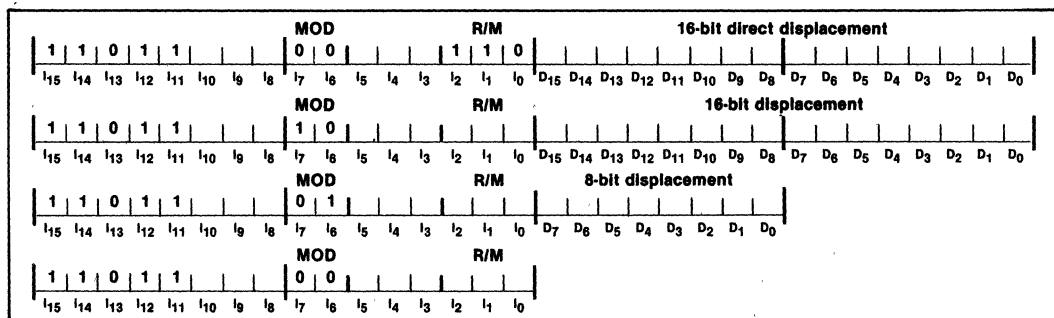 MOD R/M 16-bit direct displacement
1 1 0 1 1 0 0 1 1 0
I15 I14 I13 I12 I11 I10 I9 I8 I7 I6 I5 I4 I3 I2 I1 I0 D15 D14 D13 D12 D11 D10 D9 D8 D7 D6 D5 D4 D3 D2 D1 D0
MOD R/M 16-bit displacement
1 1 0 1 1 1 0
I15 I14 I13 I12 I11 I10 I9 I8 I7 I6 I5 I4 I3 I2 I1 I0 D15 D14 D13 D12 D11 D10 D9 D8 D7 D6 D5 D4 D3 D2 D1 D0
MOD R/M 8-bit displacement
1 1 0 1 1 0 1
I15 I14 I13 I12 I11 I10 I9 I8 I7 I6 I5 I4 I3 I2 I1 I0 D7 D6 D5 D4 D3 D2 D1 D0
MOD R/M
1 1 0 1 1 0 0
I15 I14 I13 I12 I11 I10 I9 I8 I7 I6 I5 I4 I3 I2 I1 I0